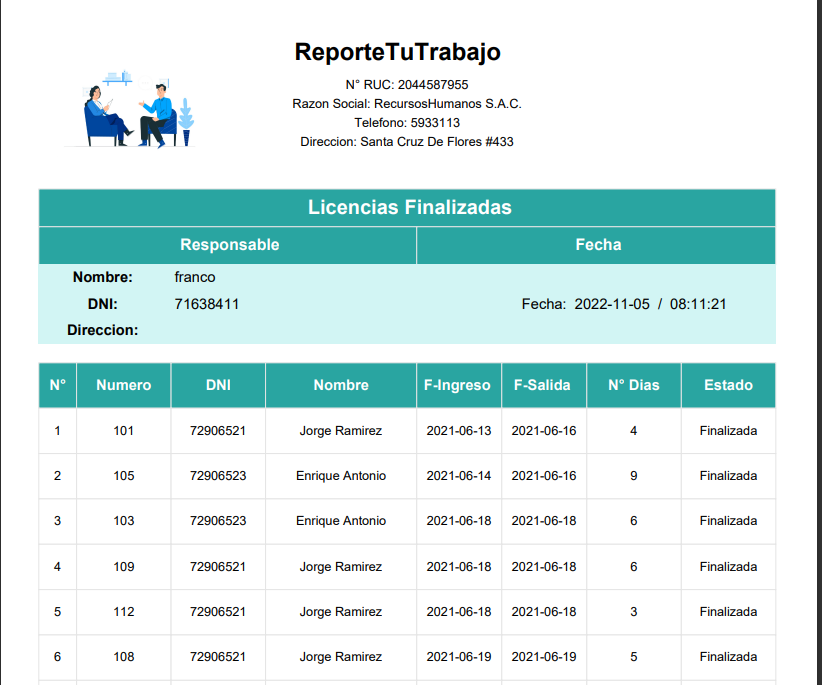 ReporteTuTrabajo
N° RUC: 2044587955
Razon Social: RecursosHumanos S.A.C.
Telefono: 5933113
Direccion: Santa Cruz De Flores #433
Licencias Finalizadas
Responsable Fecha
Nombre: franco
DNI: 71638411 Fecha: 2022-11-05 / 08:11:21
Direccion:
N° Numero DNI Nombre F-Ingreso F-Salida N° Dias Estado
1 101 72906521 Jorge Ramirez 2021-06-13 2021-06-16 4 Finalizada
2 105 72906523 Enrique Antonio 2021-06-14 2021-06-16 9 Finalizada
3 103 72906523 Enrique Antonio 2021-06-18 2021-06-18 6 Finalizada
4 109 72906521 Jorge Ramirez 2021-06-18 2021-06-18 6 Finalizada
5 112 72906521 Jorge Ramirez 2021-06-18 2021-06-18 3 Finalizada
6 108 72906521 Jorge Ramirez 2021-06-19 2021-06-19 5 Finalizada